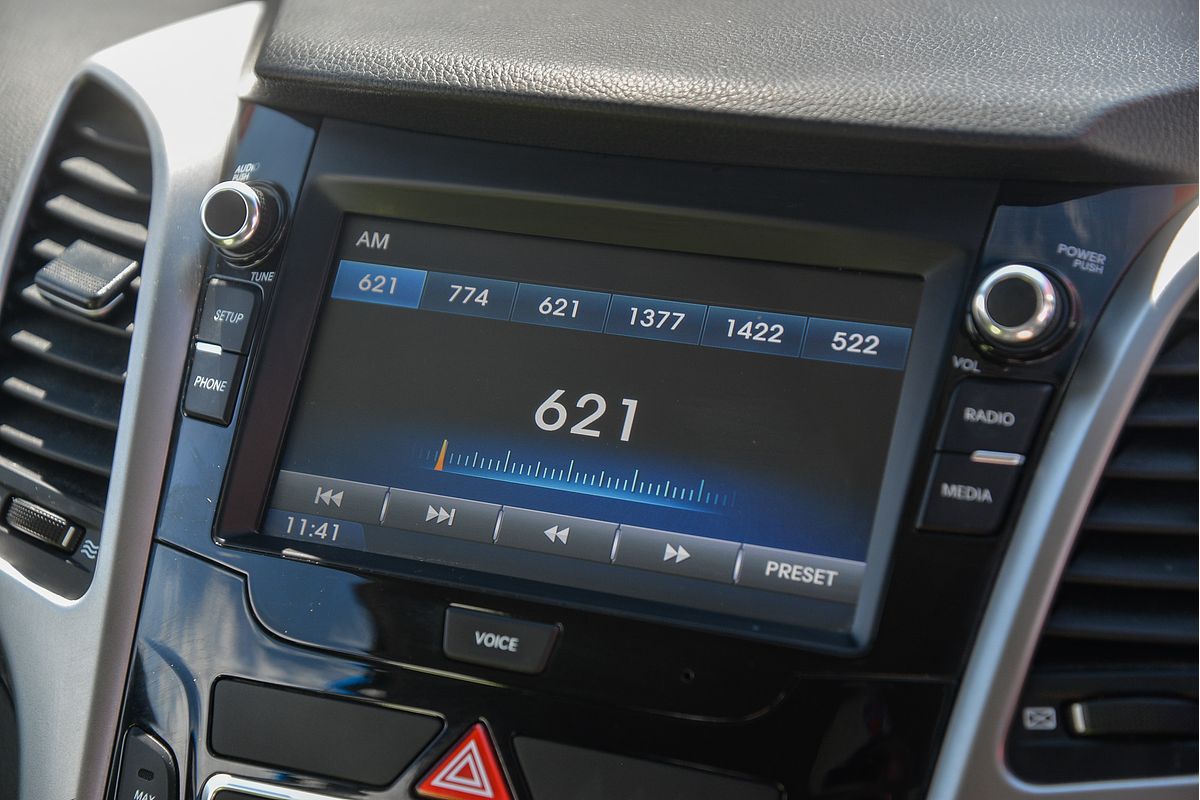 AUDIO
PUSH
TUNE
SETUP
PHONE
AM
621 774 621 1377 1422 522
621
PRESET
11:41
POWER
PUSH
VOL
RADIO
MEDIA
VOICE
MAX